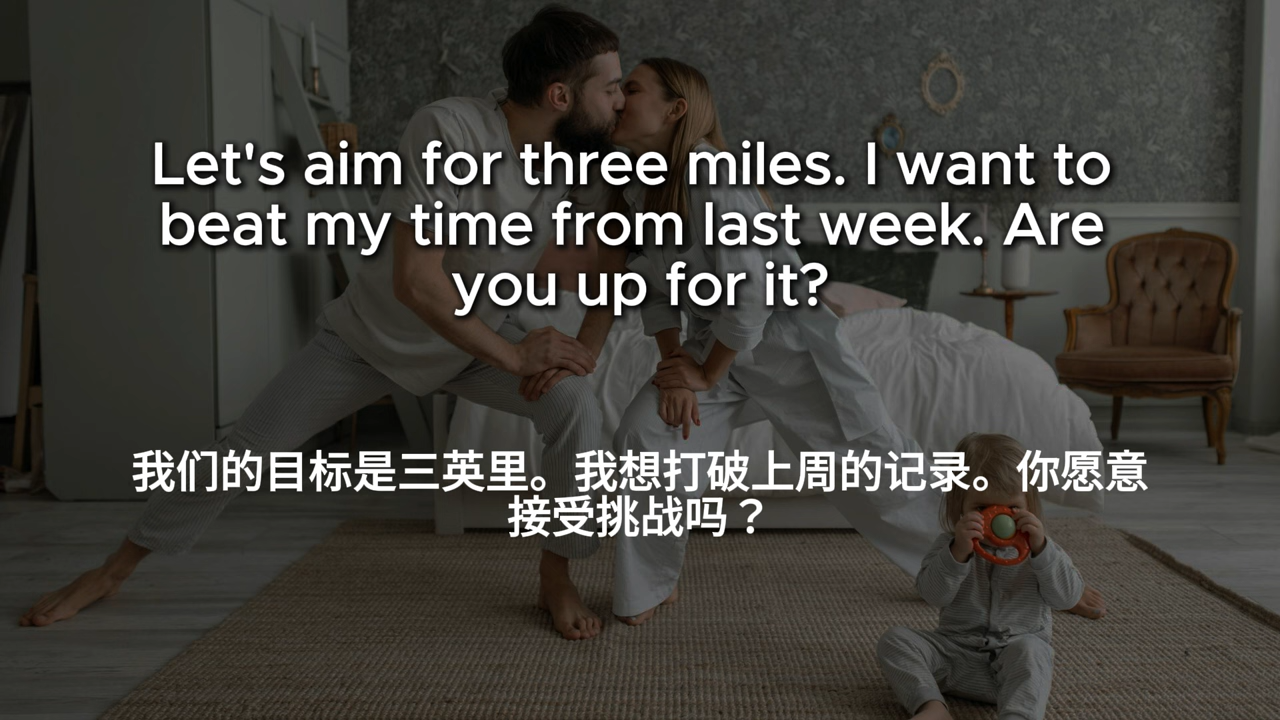 Let's aim for three miles. I want to
beat my time from last week. Are
you up for it?
我们的目标是三英里。我想打破上周的记录。你愿意
接受挑战吗？